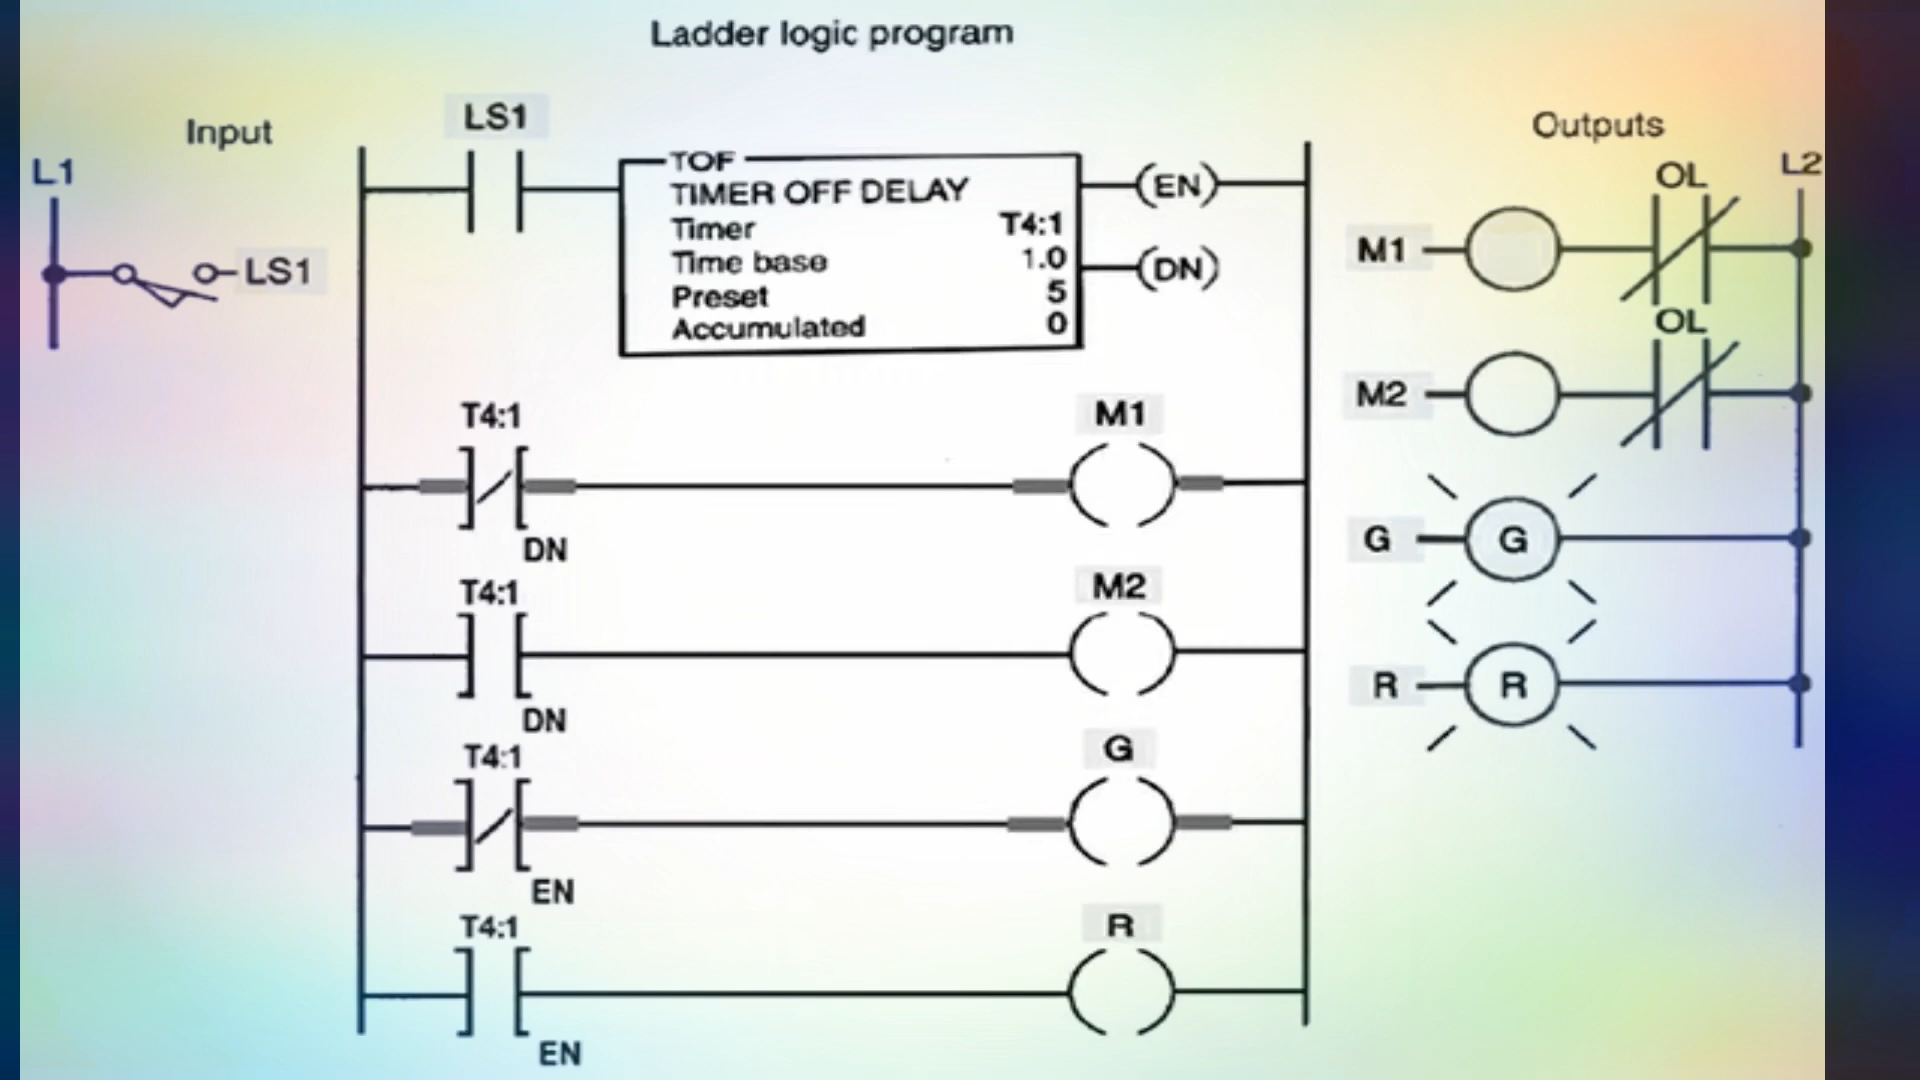 Ladder logic program
Input
Outputs
L1
LS1
LS1
TOF
TIMER OFF DELAY
Timer T4:1
Time base 1.0
Preset 5
Accumulated 0
(EN)
(DN)
OL
L2
M1
OL
M2
G G
R R
T4:1
M1
DN
T4:1
M2
DN
T4:1
G
EN
T4:1
R
EN